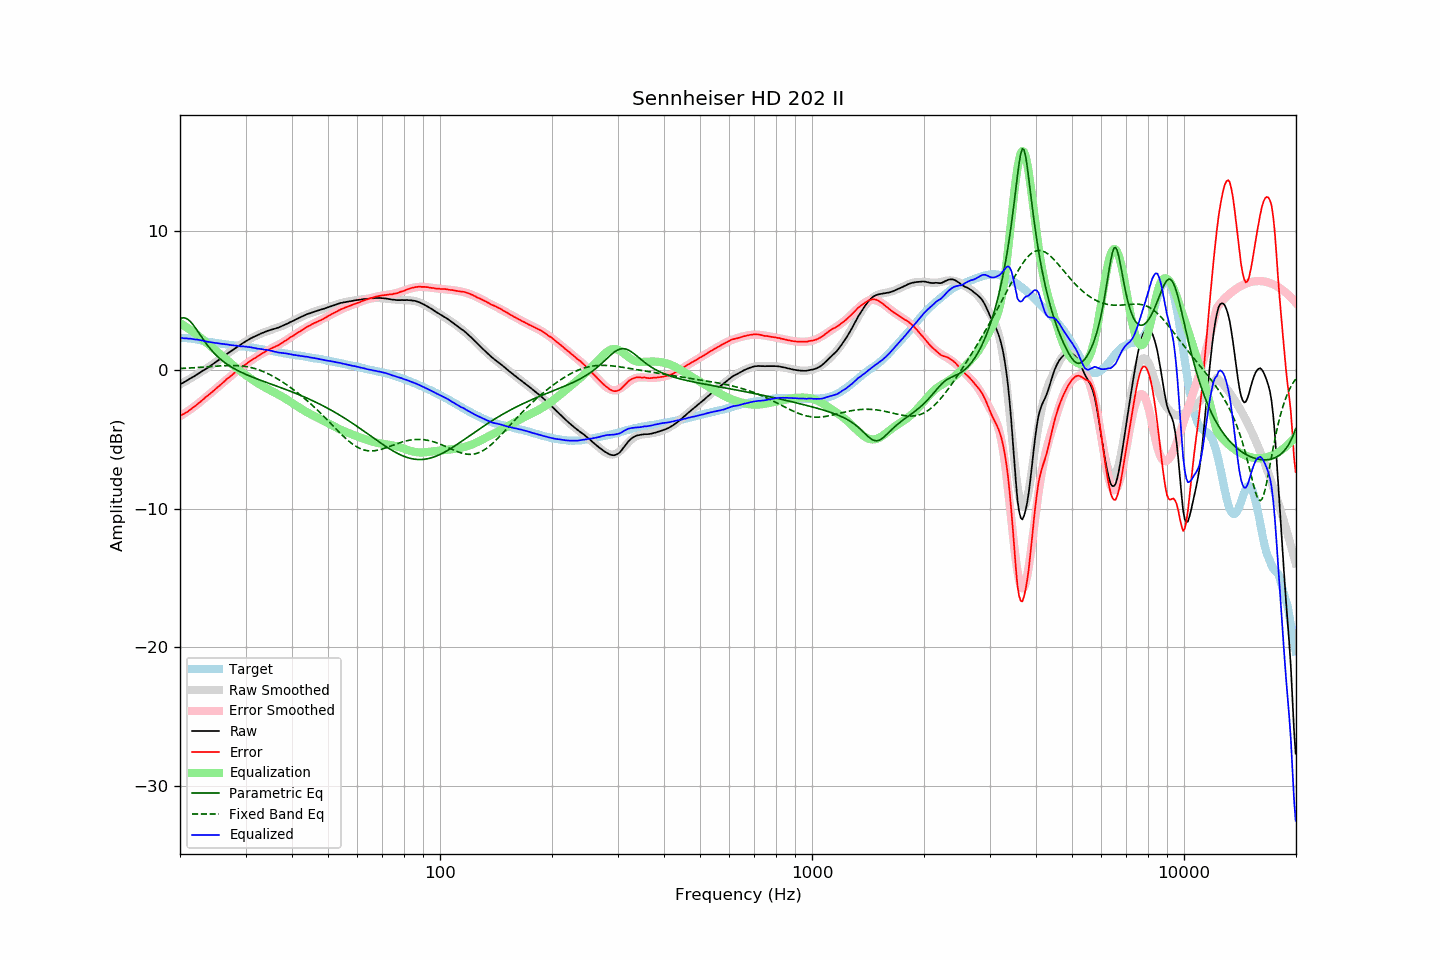 Sennheiser HD 202 II
Amplitude (dBr)
10
0
−10
−20
−30
Target
Raw Smoothed
Error Smoothed
Raw
Error
Equalization
Parametric Eq
Fixed Band Eq
Equalized
100
1000
10000
Frequency (Hz)